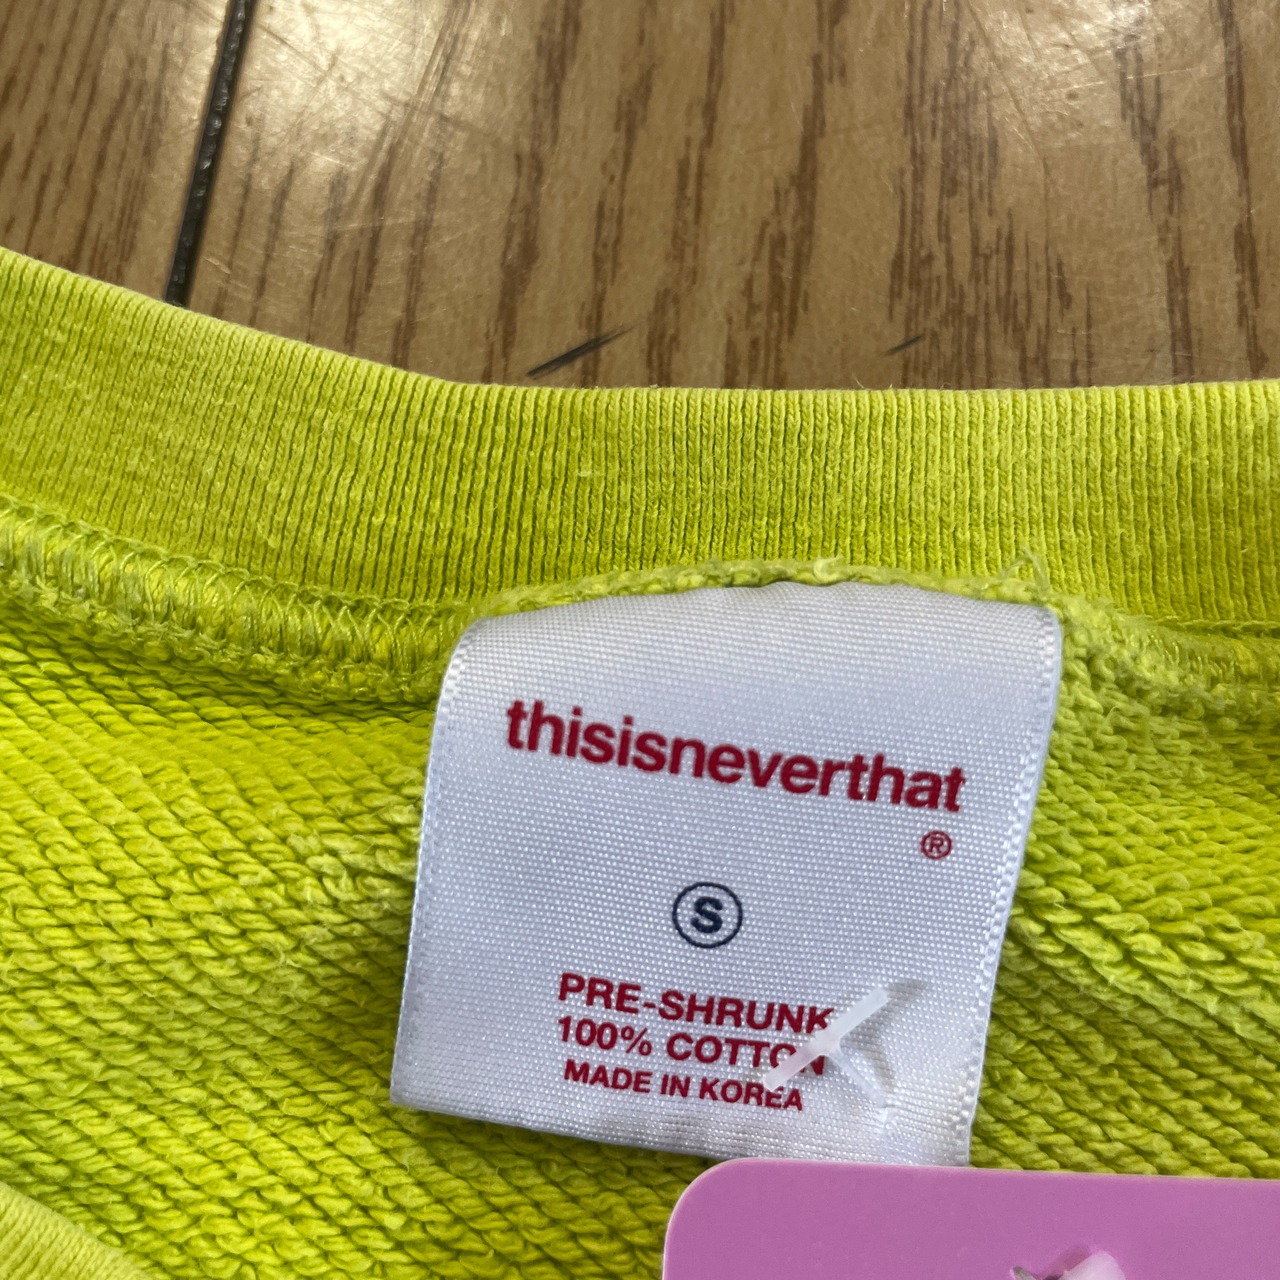 thisisneverthat
®
S
PRE-SHRUNK
100% COTTON
MADE IN KOREA